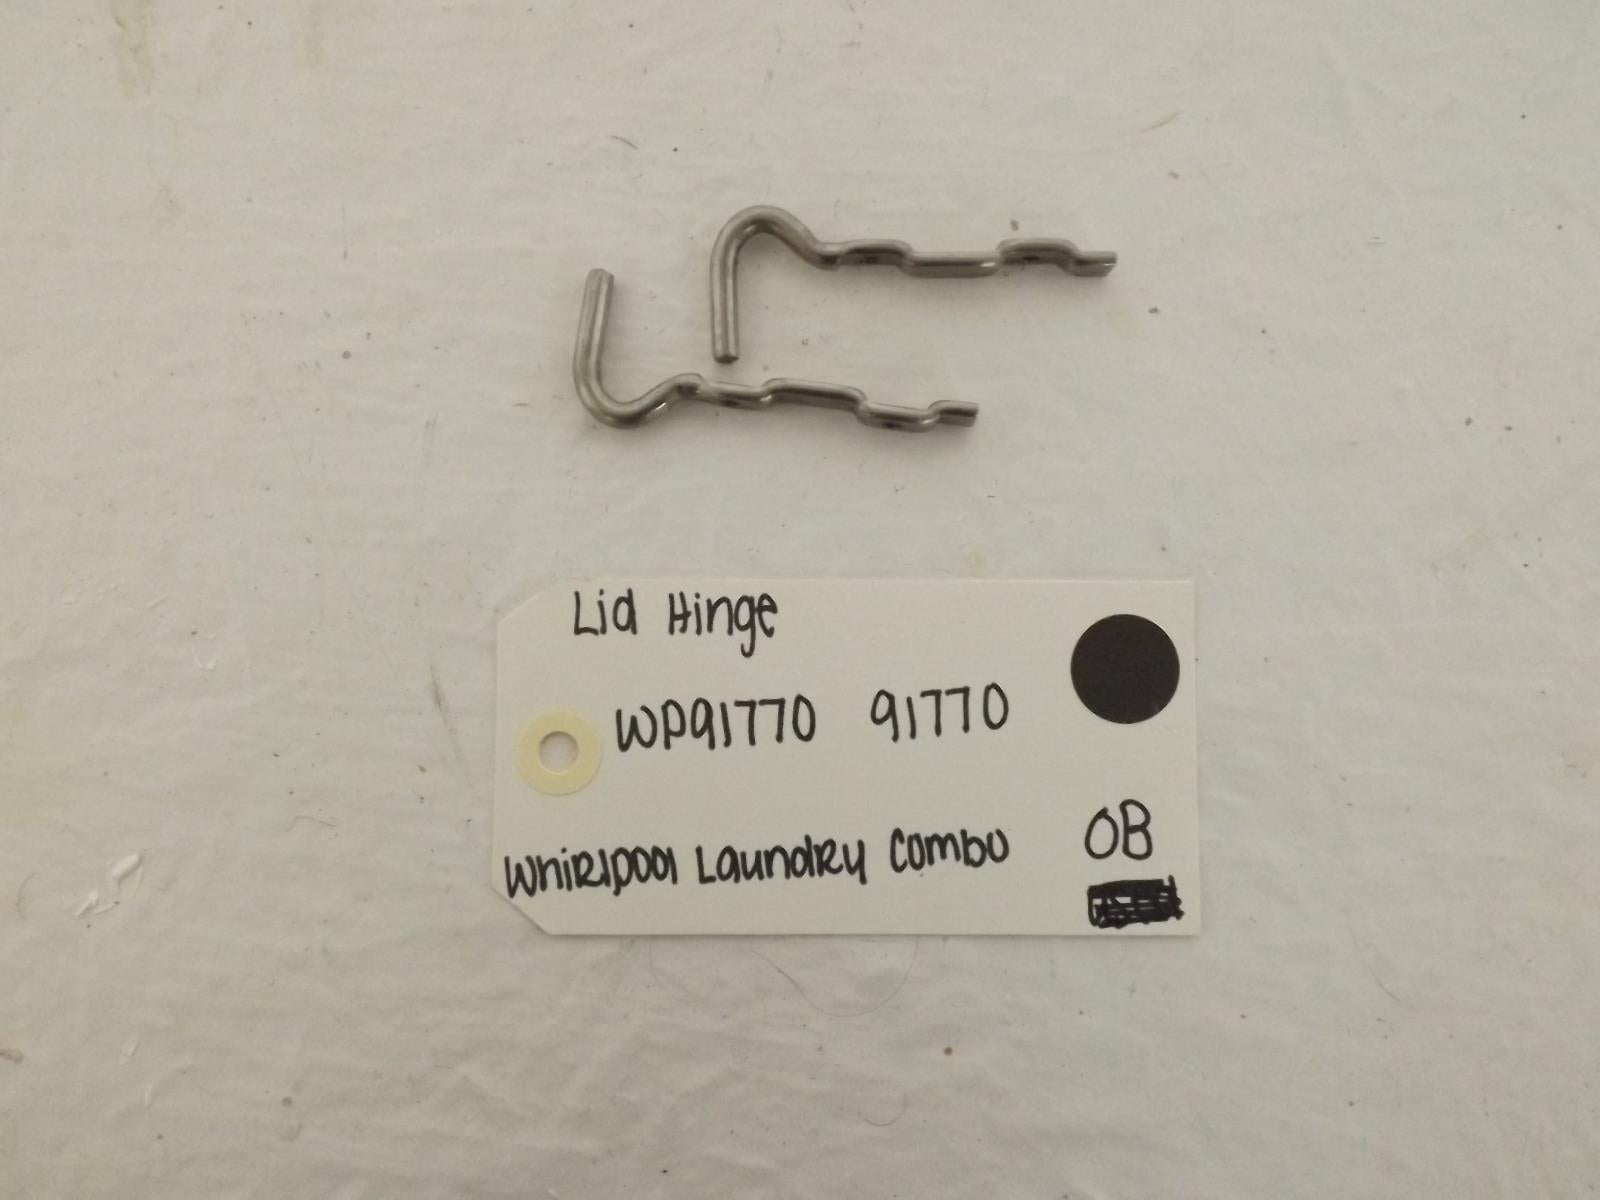 Lid Hinge
WP91770 91770
Whirlpool Laundry Combo
OB